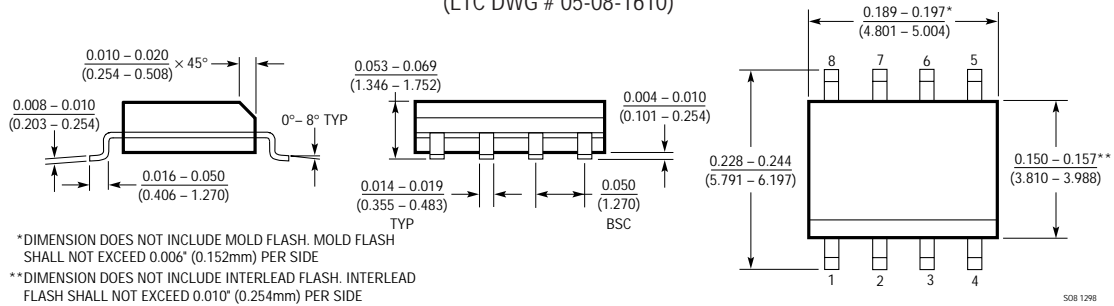 (LTC DWG # 05-08-1610)
0.189 – 0.197*
(4.801 – 5.004)
8 7 6 5
0.010 – 0.020
(0.254 – 0.508)
× 45°
0.053 – 0.069
(1.346 – 1.752)
0.008 – 0.010
(0.203 – 0.254)
0°– 8° TYP
0.004 – 0.010
(0.101 – 0.254)
0.228 – 0.244
(5.791 – 6.197)
0.150 – 0.157**
(3.810 – 3.988)
0.016 – 0.050
(0.406 – 1.270)
0.014 – 0.019
(0.355 – 0.483)
TYP
0.050
(1.270)
BSC
1 2 3 4
*DIMENSION DOES NOT INCLUDE MOLD FLASH. MOLD FLASH
SHALL NOT EXCEED 0.006" (0.152mm) PER SIDE
**DIMENSION DOES NOT INCLUDE INTERLEAD FLASH. INTERLEAD
FLASH SHALL NOT EXCEED 0.010" (0.254mm) PER SIDE
SO8 1298